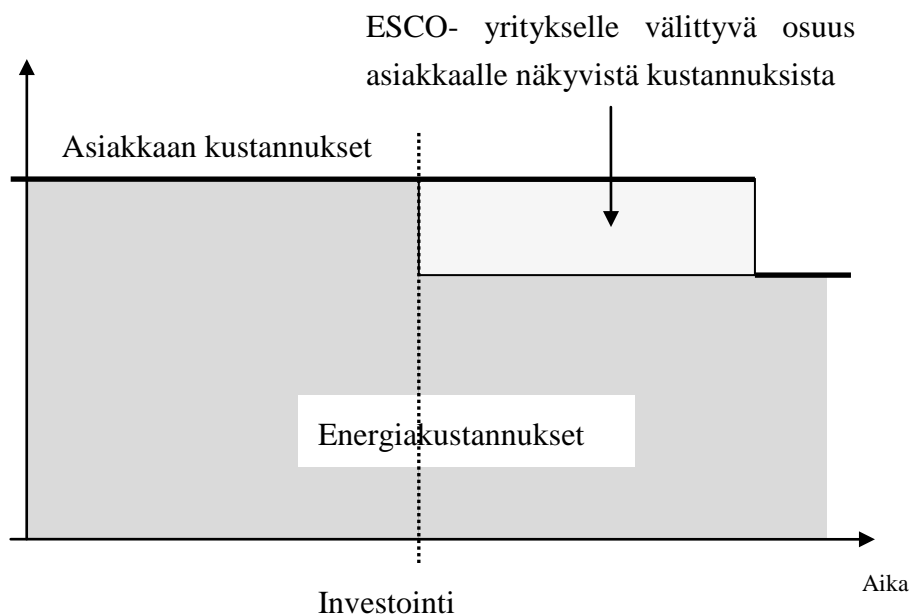 ESCO- yritykselle välittyvä osuus
asiakkaalle näkyvistä kustannuksista
Asiakkaan kustannukset
Energiakustannukset
Aika
Investointi